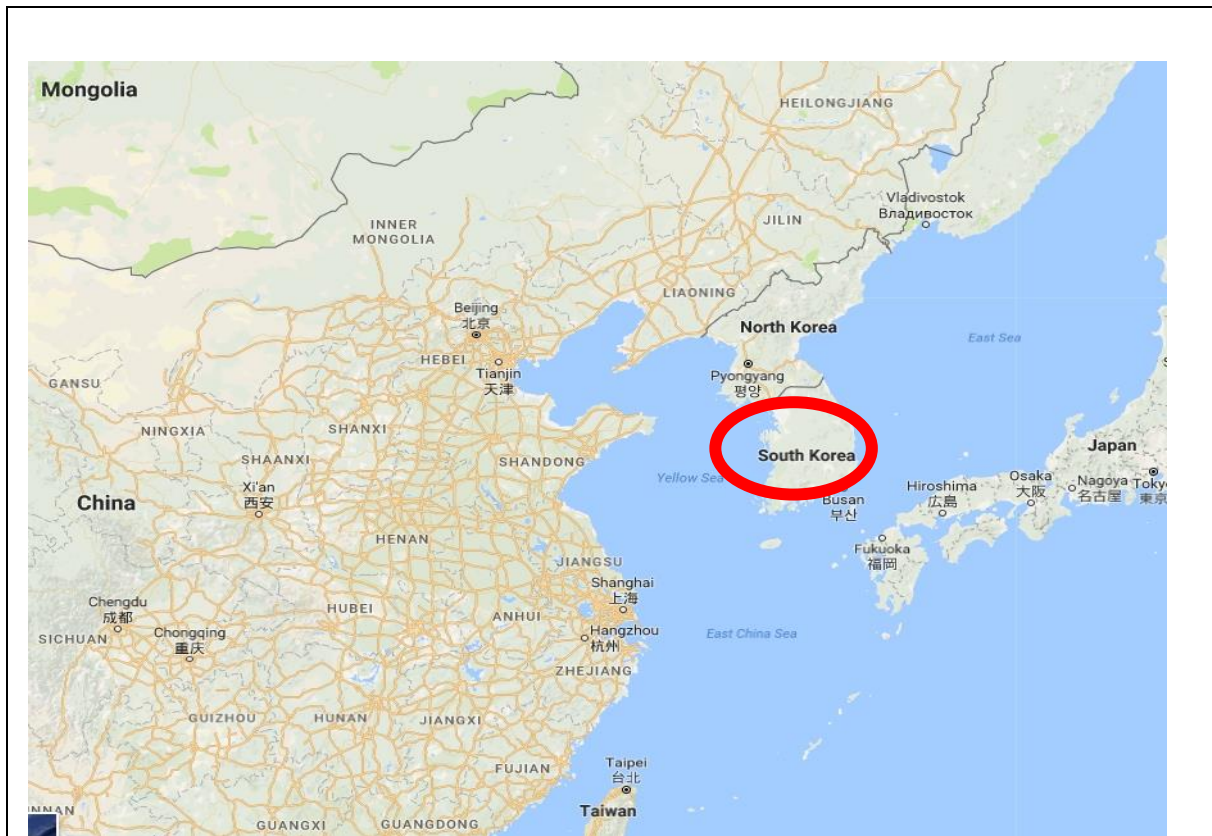 Mongolia
HEILONGJIANG
Vladivostok
Владивосток
JILIN
INNER
MONGOLIA
LIAONING
Beijing
北京
North Korea
East Sea
HEBEI
Tianjin
天津
Pyongyang
평양
GANSU
NINGXIA
SHANXI
SHAANXI
SHANDONG
South Korea
Japan
Yellow Sea
Xi'an
西安
China
Busan
부산
Hiroshima
広島
Osaka
大阪
Nagoya
名古屋
Toky
東京
HENAN
JIANGSU
Fukuoka
福岡
Shanghai
上海
Chengdu
成都
HUBEI
ANHUI
Hangzhou
杭州
East China Sea
SICHUAN
Chongqing
重庆
ZHEJIANG
GUIZHOU
HUNAN
JIANGXI
FUJIAN
Taipei
台北
Taiwan
NNAN
GUANGXI
GUANGDONG